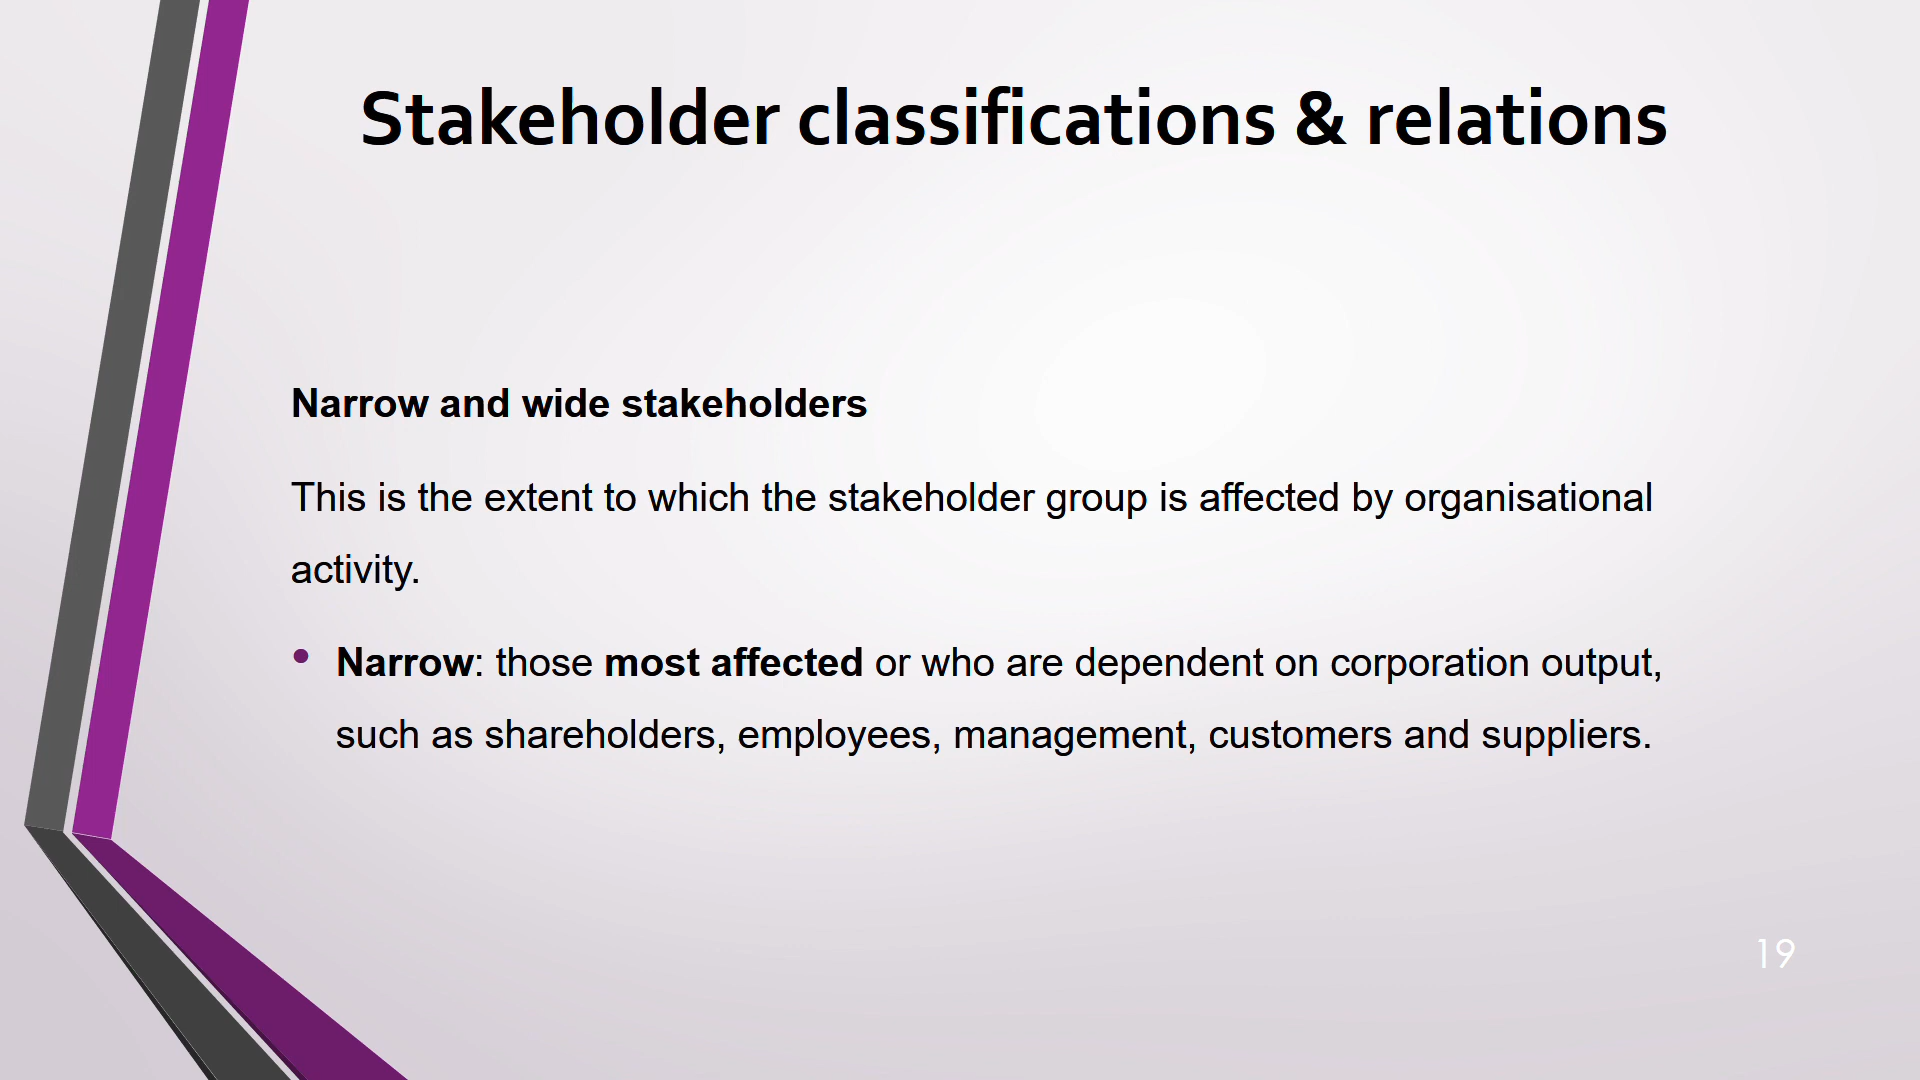 Stakeholder classifications & relations
Narrow and wide stakeholders
This is the extent to which the stakeholder group is affected by organisational
activity.
• Narrow: those most affected or who are dependent on corporation output,
such as shareholders, employees, management, customers and suppliers.
19